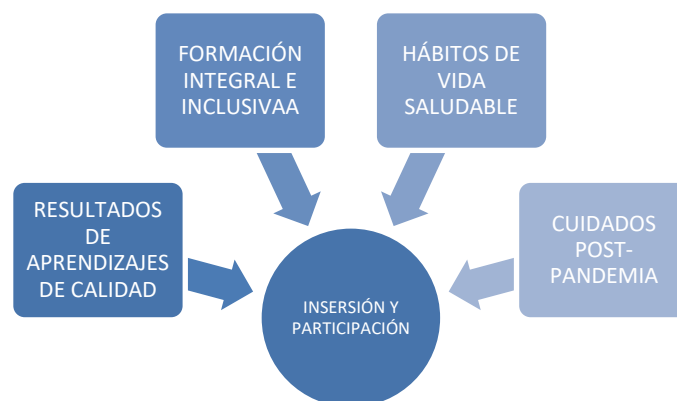 FORMACIÓN
INTEGRAL E
INCLUSIVAA
HÁBITOS DE
VIDA
SALUDABLE
RESULTADOS
DE
APRENDIZAJES
DE CALIDAD
CUIDADOS
POST-
PANDEMIA
INSERSIÓN Y
PARTICIPACIÓN